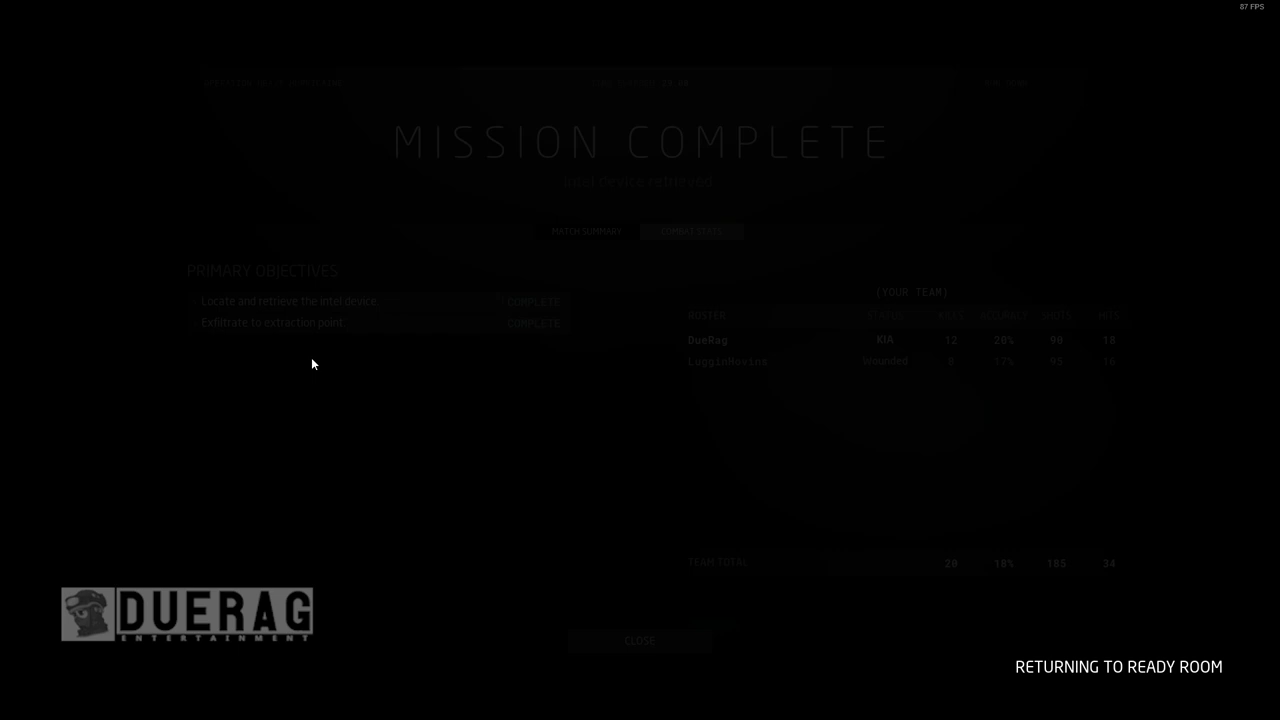 87 FPS
MISSION COMPLETE
Intel device retrieved
MATCH SUMMARY COMBAT STATS
PRIMARY OBJECTIVES
Locate and retrieve the intel device COMPLETE
Exfiltrate to extraction point COMPLETE
(YOUR TEAM)
ROSTER STATUS KILLS ACCURACY SHOTS HITS
DueRag KIA 12 20% 90 18
Wounded 8 17% 95 16
TEAM TOTAL 20 18% 185 34
DUERAG
ENTERTAINMENT
CLOSE
RETURNING TO READY ROOM